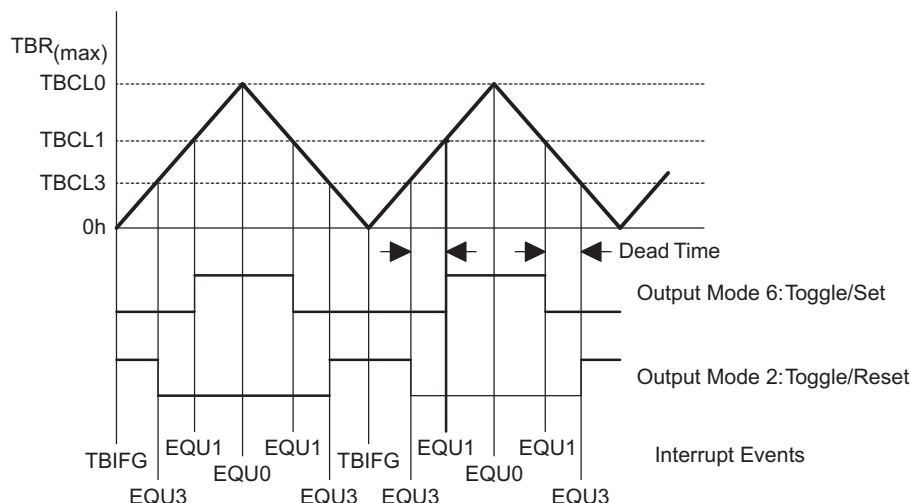 TBR(max)
TBCL0
TBCL1
TBCL3
0h
Dead Time
Output Mode 6:Toggle/Set
Output Mode 2:Toggle/Reset
EQU1 EQU1 EQU1 EQU1
TBIFG EQU0 TBIFG EQU0
Interrupt Events
EQU3 EQU3 EQU3 EQU3